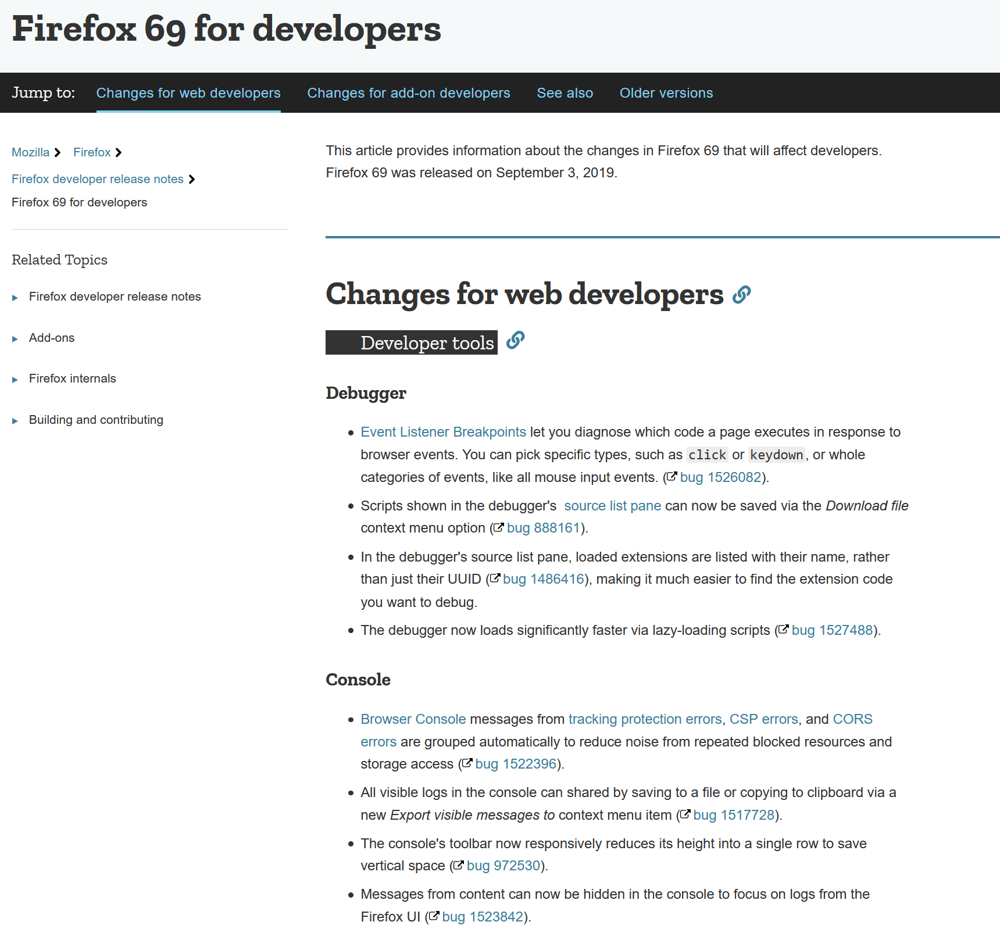 Firefox 69 for developers
Jump to: Changes for web developers Changes for add-on developers See also Older versions
Mozilla Firefox
Firefox developer release notes
Firefox 69 for developers
Related Topics
Firefox developer release notes
Add-ons
Firefox internals
Building and contributing
This article provides information about the changes in Firefox 69 that will affect developers.
Firefox 69 was released on September 3, 2019.
Changes for web developers
Developer tools
Debugger
Event Listener Breakpoints let you diagnose which code a page executes in response to
browser events. You can pick specific types, such as click or keydown, or whole
categories of events, like all mouse input events. (bug 1526082).
Scripts shown in the debugger's source list pane can now be saved via the Download file
context menu option (bug 888161).
In the debugger's source list pane, loaded extensions are listed with their name, rather
than just their UUID (bug 1486416), making it much easier to find the extension code
you want to debug.
The debugger now loads significantly faster via lazy-loading scripts (bug 1527488).
Console
Browser Console messages from tracking protection errors, CSP errors, and CORS
errors are grouped automatically to reduce noise from repeated blocked resources and
storage access (bug 1522396).
All visible logs in the console can shared by saving to a file or copying to clipboard via a
new Export visible messages to context menu item (bug 1517728).
The console's toolbar now responsively reduces its height into a single row to save
vertical space (bug 972530).
Messages from content can now be hidden in the console to focus on logs from the
Firefox UI (bug 1523842).